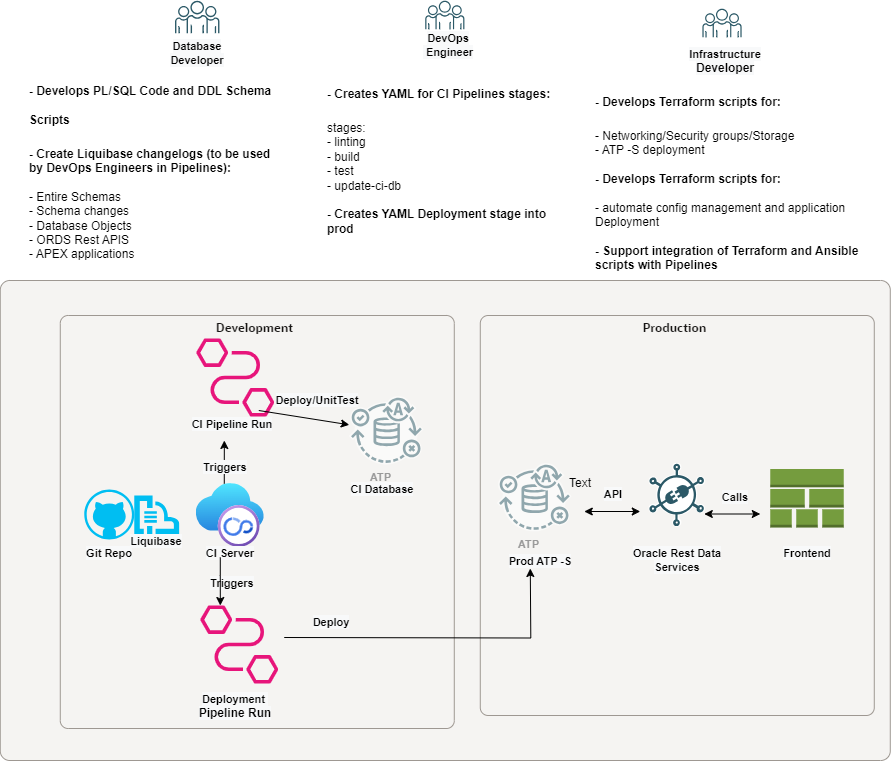 Database
Developer
- Develops PL/SQL Code and DDL Schema
Scripts
- Create Liquibase changelogs (to be used
by DevOps Engineers in Pipelines):
- Entire Schemas
- Schema changes
- Database Objects
- ORDS Rest APIS
- APEX applications
DevOps
Engineer
- Creates YAML for CI Pipelines stages:
stages:
- linting
- build
- test
- update-ci-db
- Creates YAML Deployment stage into
prod
Infrastructure
Developer
- Develops Terraform scripts for:
- Networking/Security groups/Storage
- ATP -S deployment
- Develops Terraform scripts for:
- automate config management and application
Deployment
- Support integration of Terraform and Ansible
scripts with Pipelines
Development
CI Pipeline Run
Deploy/UnitTest
A
ATP
CI Database
Triggers
Git Repo
Liquibase
CI Server
Triggers
Deployment
Pipeline Run
Deploy
Production
A
Text
ATP
Prod ATP -S
API
Oracle Rest Data
Services
Calls
Frontend